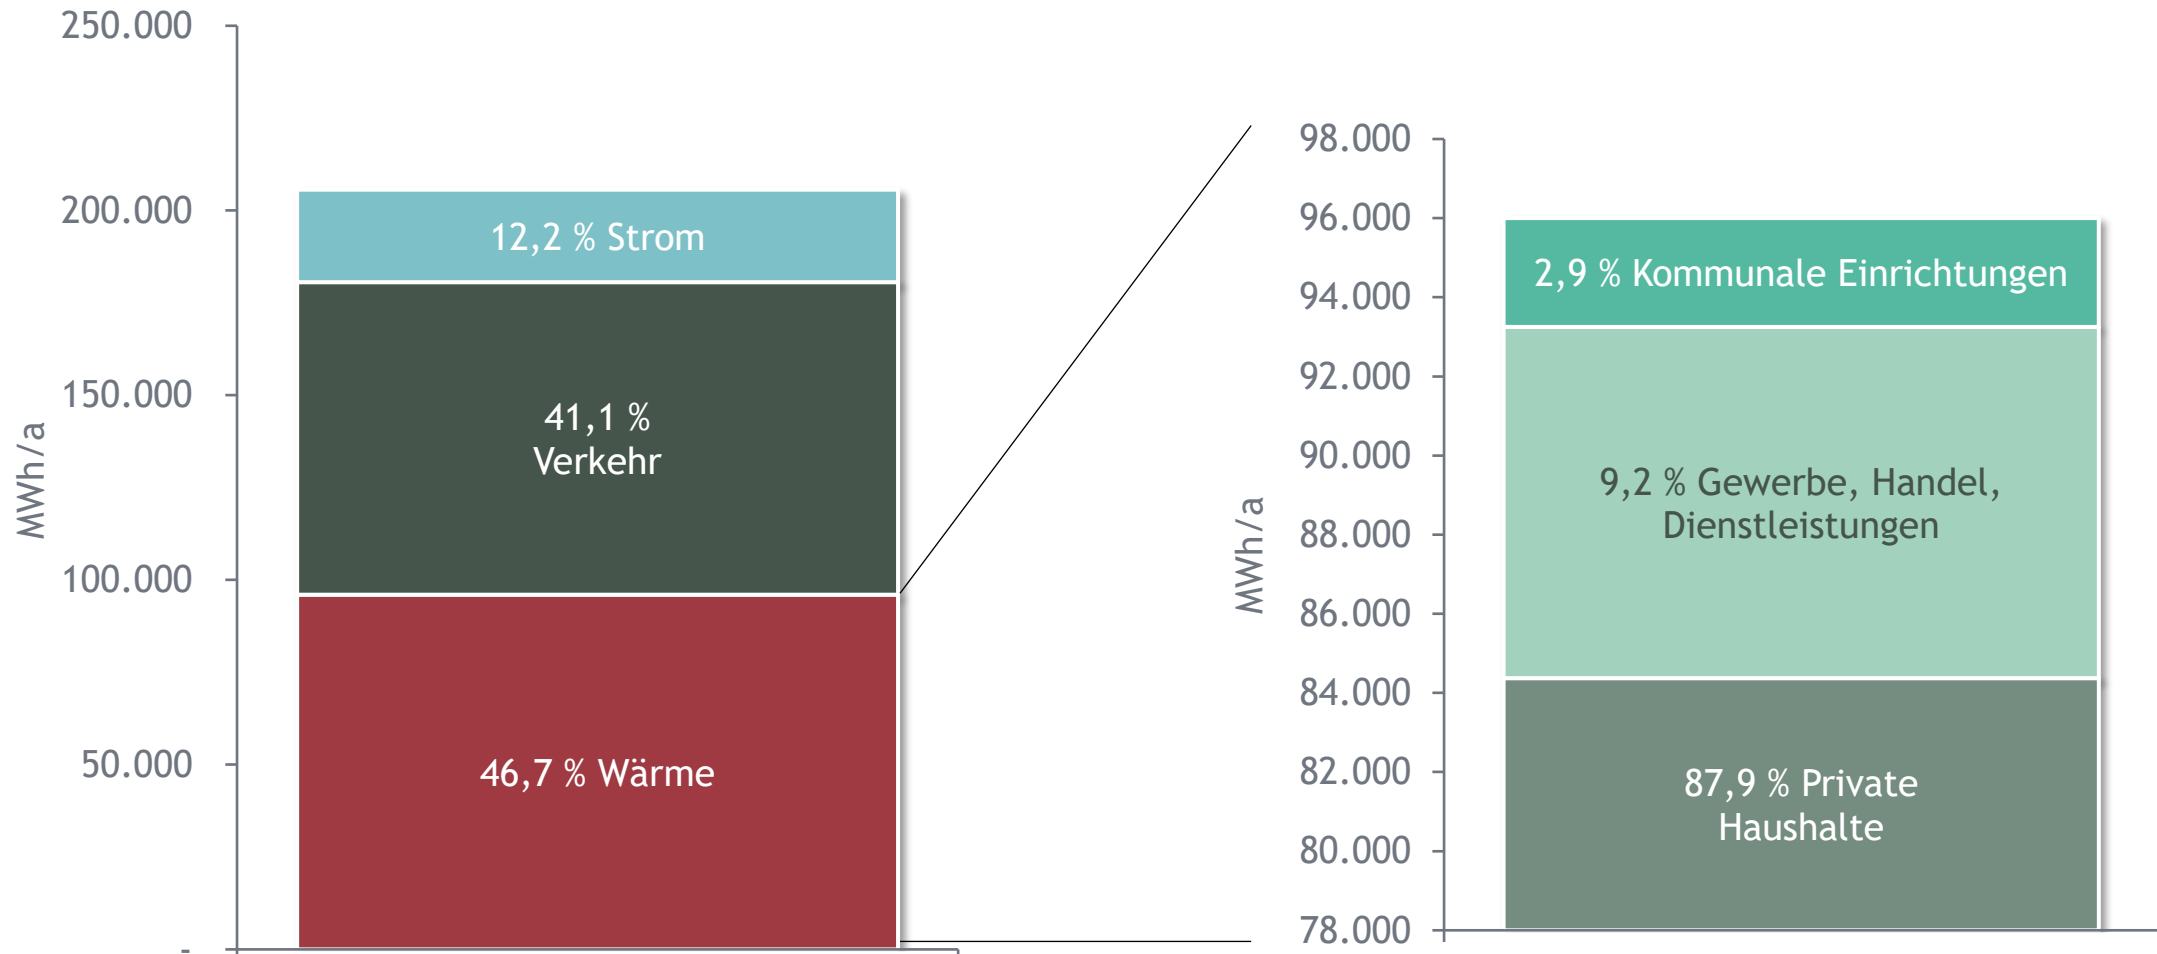 250.000
200.000
150.000
100.000
50.000
-
MWh/a
12,2 % Strom
41,1 %
Verkehr
46,7 % Wärme
98.000
96.000
94.000
92.000
90.000
88.000
86.000
84.000
82.000
80.000
78.000
MWh/a
2,9 % Kommunale Einrichtungen
9,2 % Gewerbe, Handel,
Dienstleistungen
87,9 % Private
Haushalte